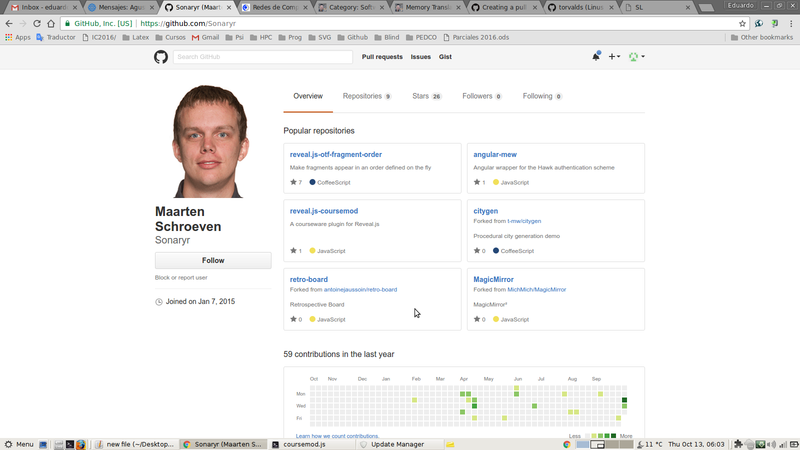 Inbox - eduardo
Mensajes: Agu
Sonaryr (Maart
Redes de Comp
Category: Softw
Memory Transl
Creating a pul
torvalds (Linus
SL
Eduardo
GitHub, Inc. [US]
https://github.com/Sonaryr
Apps
Traductor
IC2016/
Latex
Cursos
Gmail
Psi
HPC
Prog
SVG
Github
Blind
PEDCO
Parciales 2016.ods
Other bookmarks
Search GitHub
Pull requests
Issues
Gist
Overview
Repositories 9
Stars 26
Followers 0
Following 0
Popular repositories
reveal.js-otf-fragment-order
Make fragments appear in an order defined on the fly
7 CoffeeScript
angular-mew
Angular wrapper for the Hawk authentication scheme
1 JavaScript
reveal.js-coursemod
A courseware plugin for Reveal.js
1 JavaScript
citygen
Forked from t-mw/citygen
Procedural city generation demo
0 CoffeeScript
retro-board
Forked from antoinejaussoin/retro-board
Retrospective Board
0 JavaScript
MagicMirror
Forked from MichMich/MagicMirror
MagicMirror²
0 JavaScript
Maarten
Schroeven
Sonaryr
Follow
Block or report user
Joined on Jan 7, 2015
59 contributions in the last year
Oct Nov Dec Jan Feb Mar Apr May Jun Jul Aug Sep
Mon
Wed
Fri
Learn how we count contributions.
Less
More
Menu
new file (~/Desktop...
Sonaryr (Maarten S...
coursemod.js
Update Manager
11 °C
Thu Oct 13, 06:03